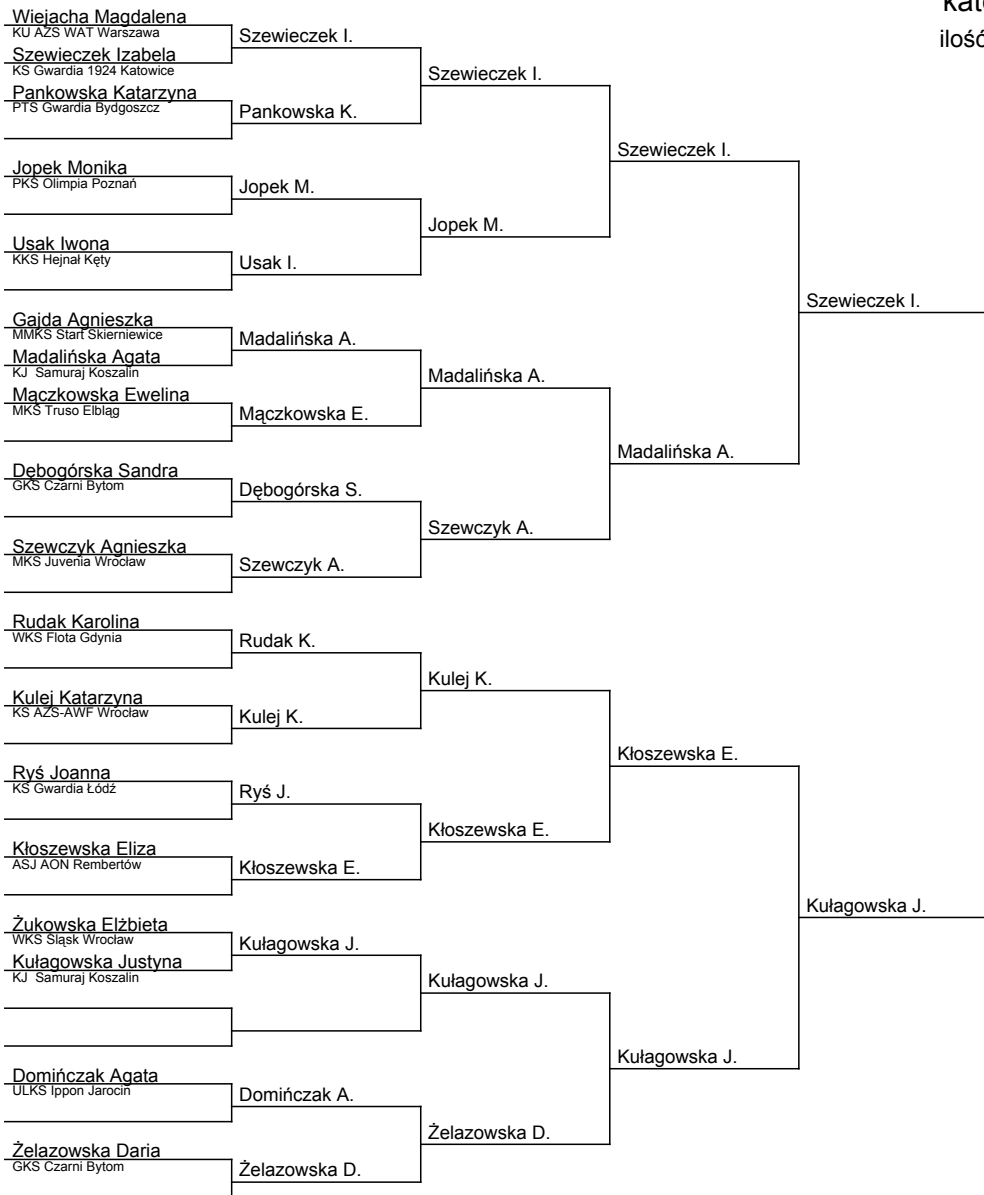 kat
ilość
Wiejacha Magdalena
KU AZS WAT Warszawa
Szewieczek Izabela
KS Gwardia 1924 Katowice
Pankowska Katarzyna
PTS Gwardia Bydgoszcz
Jopek Monika
PKS Olimpia Poznań
Usak Iwona
KKS Hejnał Kęty
Gajda Agnieszka
MMKS Start Skierniewice
Madalińska Agata
KJ Samuraj Koszalin
Mączkowska Ewelina
MKS Truso Elbląg
Dębogórska Sandra
GKS Czarni Bytom
Szewczyk Agnieszka
MKS Juvenia Wrocław
Rudak Karolina
WKS Flota Gdynia
Kulej Katarzyna
KS AZS-AWF Wrocław
Ryś Joanna
KS Gwardia Łódź
Kłoszewska Eliza
ASJ AON Rembertów
Żukowska Elżbieta
WKS Śląsk Wrocław
Kułagowska Justyna
KJ Samuraj Koszalin
Domińczak Agata
ULKS Ippon Jarocin
Żelazowska Daria
GKS Czarni Bytom
Szewieczek I.
Pankowska K.
Jopek M.
Usak I.
Madalińska A.
Mączkowska E.
Dębogórska S.
Szewczyk A.
Rudak K.
Kulej K.
Ryś J.
Kłoszewska E.
Kułagowska J.
Domińczak A.
Żelazowska D.
Szewieczek I.
Jopek M.
Madalińska A.
Szewczyk A.
Kulej K.
Kłoszewska E.
Kułagowska J.
Żelazowska D.
Szewieczek I.
Madalińska A.
Kłoszewska E.
Kułagowska J.
Szewieczek I.
Kułagowska J.